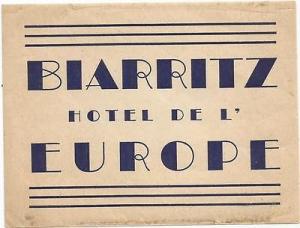 BIARRITZ
HOTEL DE L'
EUROPE